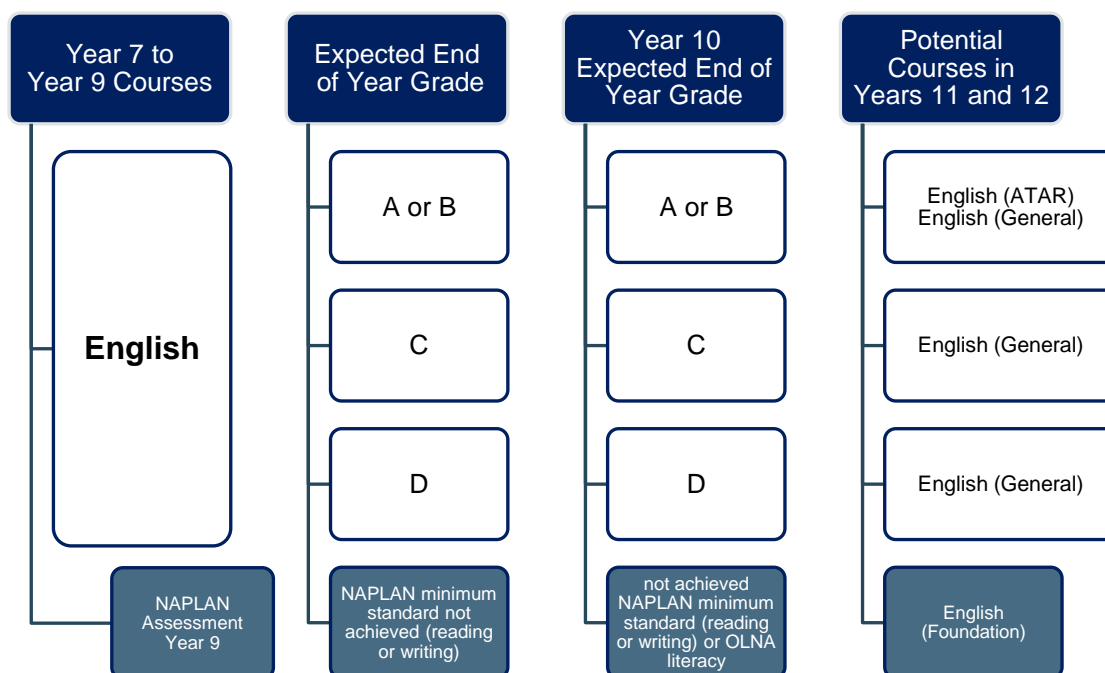 Year 7 to
Year 9 Courses
English
NAPLAN
Assessment
Year 9
Expected End
of Year Grade
A or B
C
D
NAPLAN minimum
standard not
achieved (reading
or writing)
Year 10
Expected End of
Year Grade
A or B
C
D
not achieved
NAPLAN minimum
standard (reading
or writing) or OLNA
literacy
Potential
Courses in
Years 11 and 12
English (ATAR)
English (General)
English (General)
English (General)
English
(Foundation)